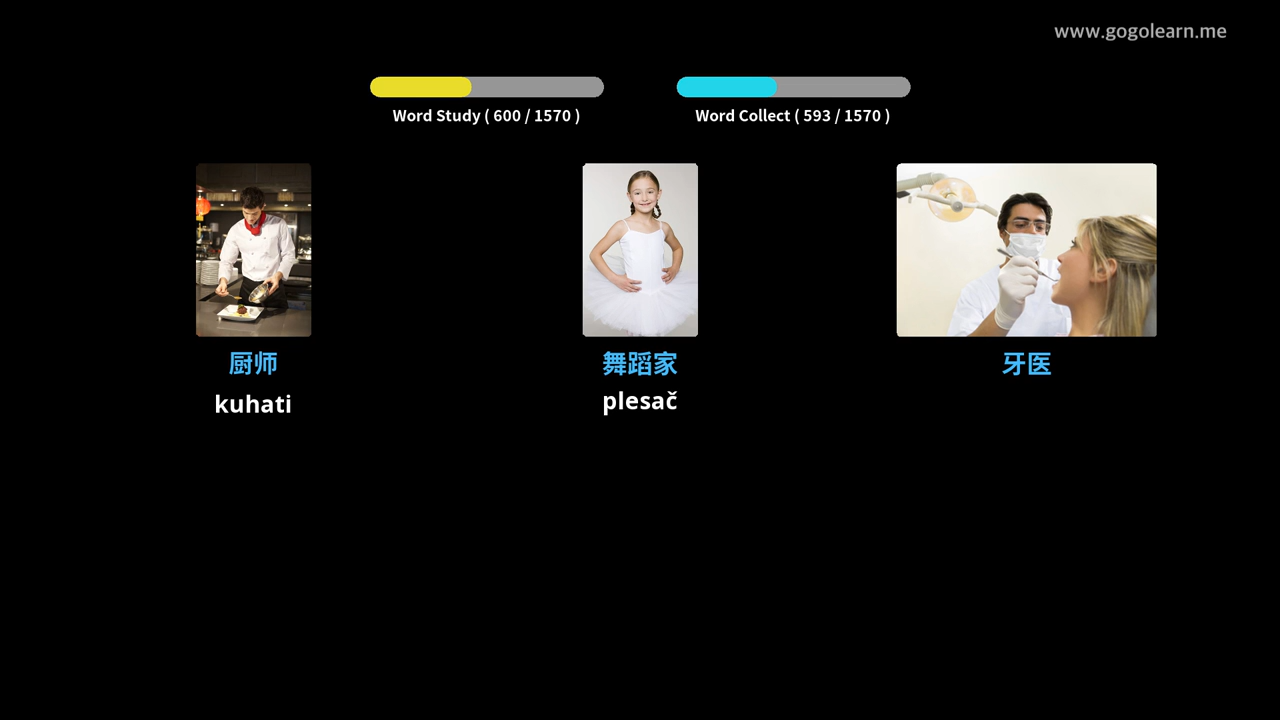 www.gogolearn.me
Word Study ( 600 / 1570 )
Word Collect ( 593 / 1570 )
厨师
舞蹈家
牙医
kuhati
plesač